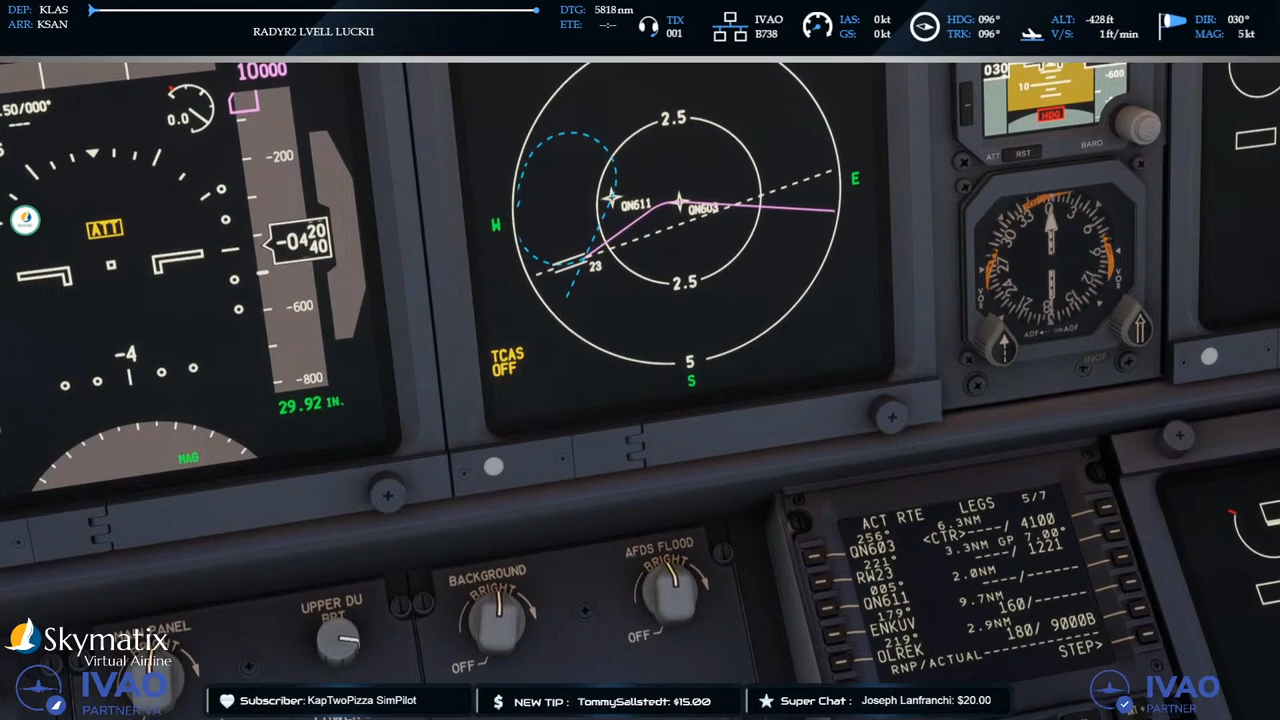 DEP: KLAS
ARR: KSAN
RADYR2 LVELL LUCKI1
DTG: 5818nm
ETE: --:--
TIX
001
IVAO
B738
IAS: 0kt
GS: 0kt
HDG: 096°
TRK: 096°
ALT: -428ft
V/S: 1ft/min
DIR: 030°
MAG: 5kt
10000
.50/000°
0.0
-200
ATT
-600
-4
-800
29.92 IN.
MAG
2.5
E
QN611
QN603
W
23
2.5
TCAS
OFF
5
S
030
-600
10
HDG
ATT
RST
BARO
ADF
ADF
INOP
ACT RTE LEGS 5/7
256° 6.3NM
QN603 <CTR>----/ 4100
221° 3.3NM GP 7.00°
RW23 ----/ 1221
005° 2.0NM
QN611 ----/------
179° 9.7NM
ENKUV 160/------
219° 2.9NM
OLREK 180/ 9000B
RNP/ACTUAL--------- STEP>
UPPER DU
BRT
BACKGROUND
BRIGHT
OFF
AFDS FLOOD
BRIGHT
OFF
PANEL
Skymatix
Virtual Airline
IVAO
PARTNER VA
Subscriber: KapTwoPizza SimPilot
NEW TIP : TommySallstedt: $15.00
Super Chat : Joseph Lanfranchi: $20.00
IVAO
PARTNER